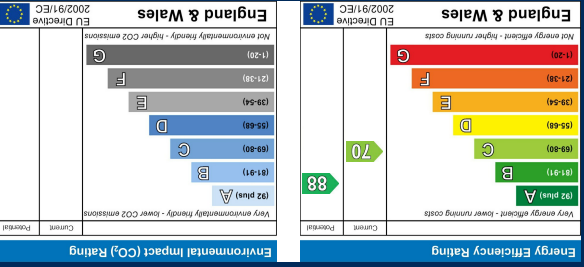 Energy Efficiency Rating
Current Potential
Very energy efficient - lower running costs
(92 plus) A
(81-91) B
88
(69-80) C
70
(55-68) D
(39-54) E
(21-38) F
(1-20) G
Not energy efficient - higher running costs
England & Wales
EU Directive
2002/91/EC
Environmental Impact (CO₂) Rating
Current Potential
Very environmentally friendly - lower CO2 emissions
(92 plus) A
(81-91) B
(69-80) C
(55-68) D
(39-54) E
(21-38) F
(1-20) G
Not environmentally friendly - higher CO2 emissions
England & Wales
EU Directive
2002/91/EC